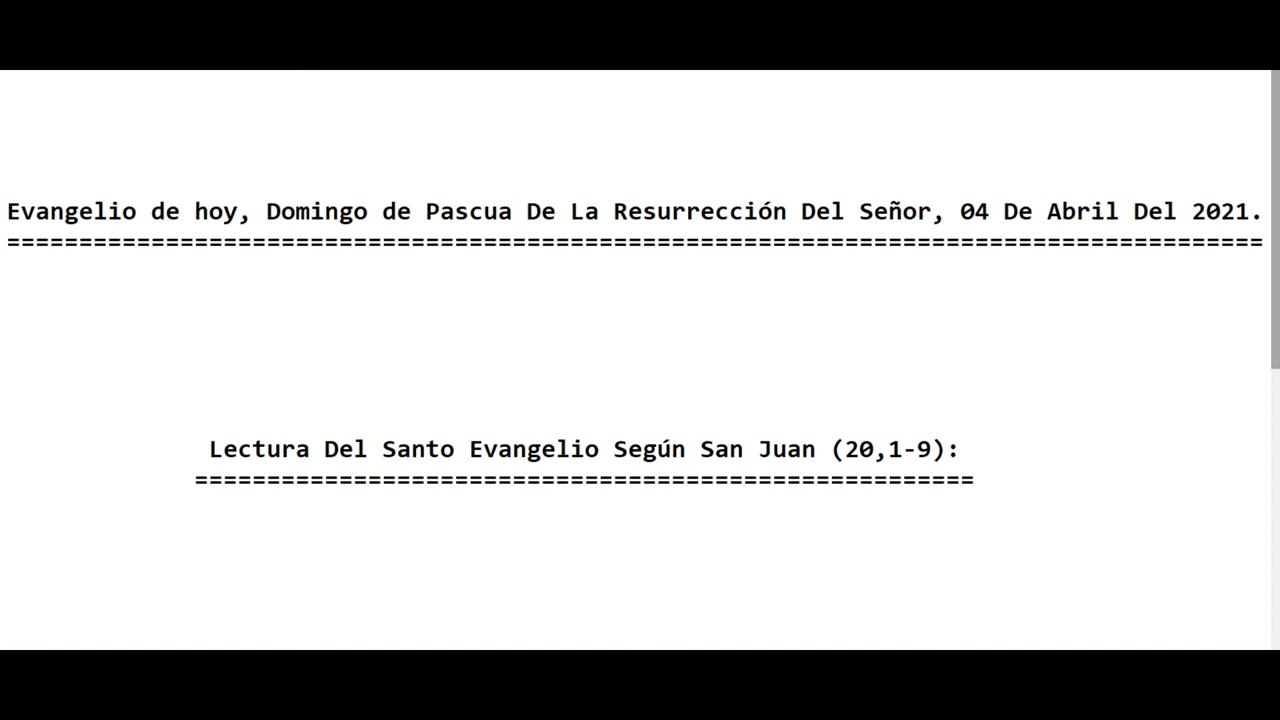 Evangelio de hoy, Domingo de Pascua De La Resurrección Del Señor, 04 De Abril Del 2021.
=======================================================================================
Lectura Del Santo Evangelio Según San Juan (20,1-9):
======================================================